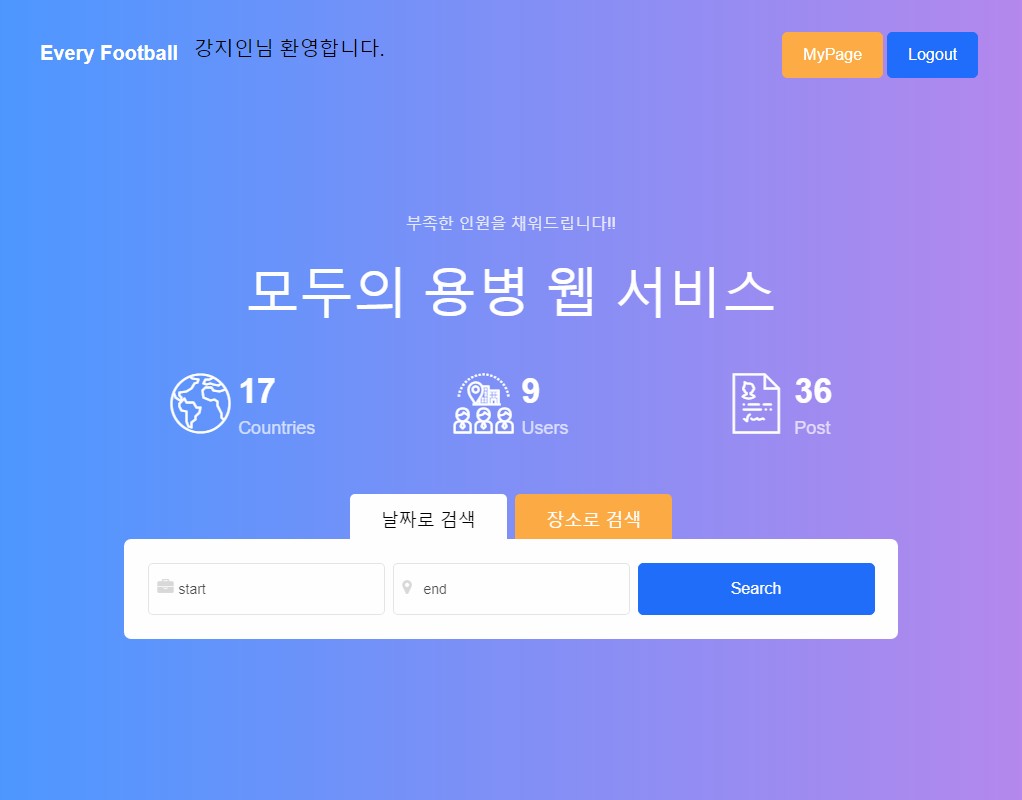 Every Football 강지인님 환영합니다. MyPage Logout
부족한 인원을 채워드립니다!!
모두의 용병 웹 서비스
17 9 36
Countries Users Post
날짜로 검색 장소로 검색
start end Search